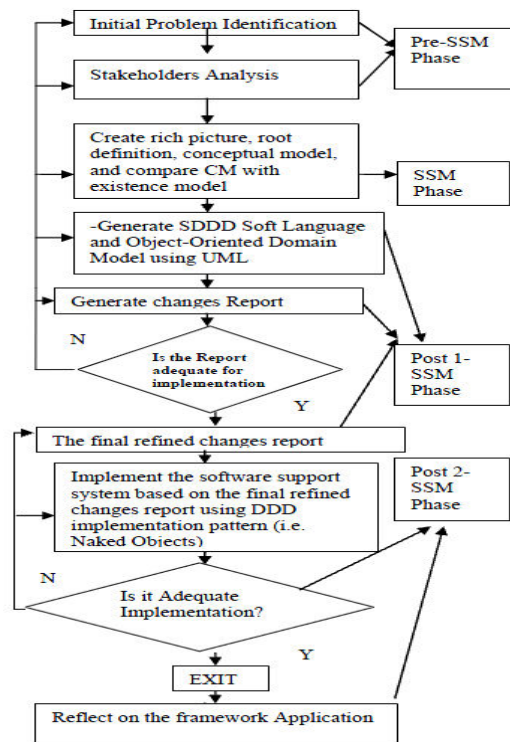 Initial Problem Identification
Pre-SSM
Phase
Stakeholders Analysis
Create rich picture, root
definition, conceptual model,
and compare CM with
existence model
SSM
Phase
-Generate SDDD Soft Language
and Object-Oriented Domain
Model using UML
Generate changes Report
N
Is the Report
adequate for
implementation
Post 1-
SSM
Phase
Y
The final refined changes report
Implement the software support
system based on the final refined
changes report using DDD
implementation pattern (i.e.
Naked Objects)
Post 2-
SSM
Phase
N
Is it Adequate
Implementation?
Y
EXIT
Reflect on the framework Application